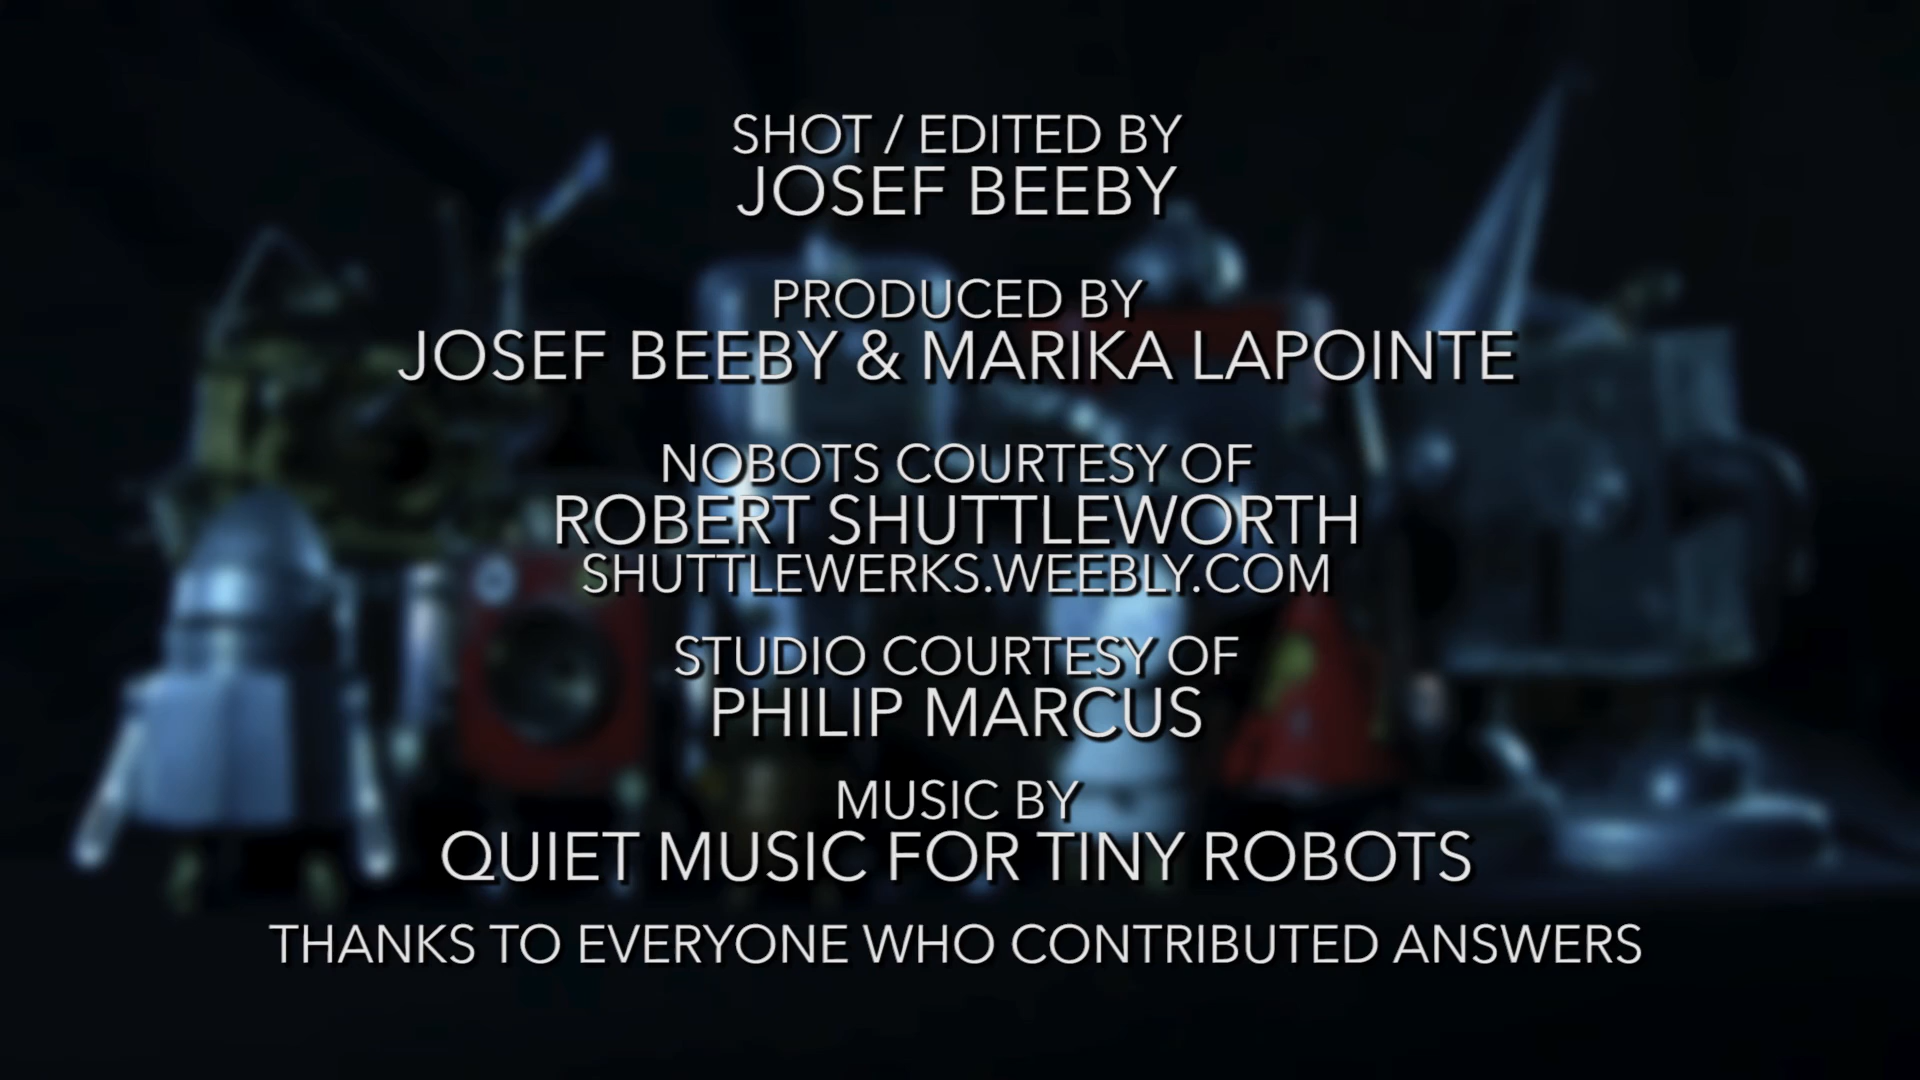 SHOT / EDITED BY
JOSEF BEEBY
PRODUCED BY
JOSEF BEEBY & MARIKA LAPOINTE
NOBOTS COURTESY OF
ROBERT SHUTTLEWORTH
SHUTTLEWERKS.WEEBLY.COM
STUDIO COURTESY OF
PHILIP MARCUS
MUSIC BY
QUIET MUSIC FOR TINY ROBOTS
THANKS TO EVERYONE WHO CONTRIBUTED ANSWERS